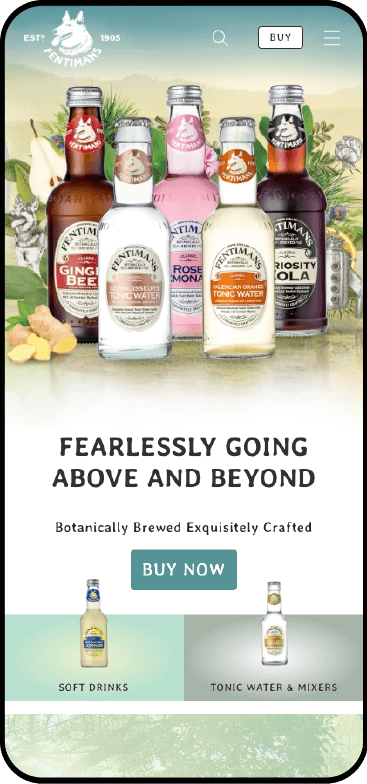 ESTD 1905
FENTIMANS
BUY
FENTIMANS
GINGER
BEER
FENTIMANS
CONNOISSEURS
TONIC WATER
FENTIMANS
ROSE
LEMONADE
FENTIMANS
VALENCIAN ORANGE
TONIC WATER
FENTIMANS
CURIOSITY
COLA
FEARLESSLY GOING
ABOVE AND BEYOND
Botanically Brewed Exquisitely Crafted
BUY NOW
SOFT DRINKS
TONIC WATER & MIXERS